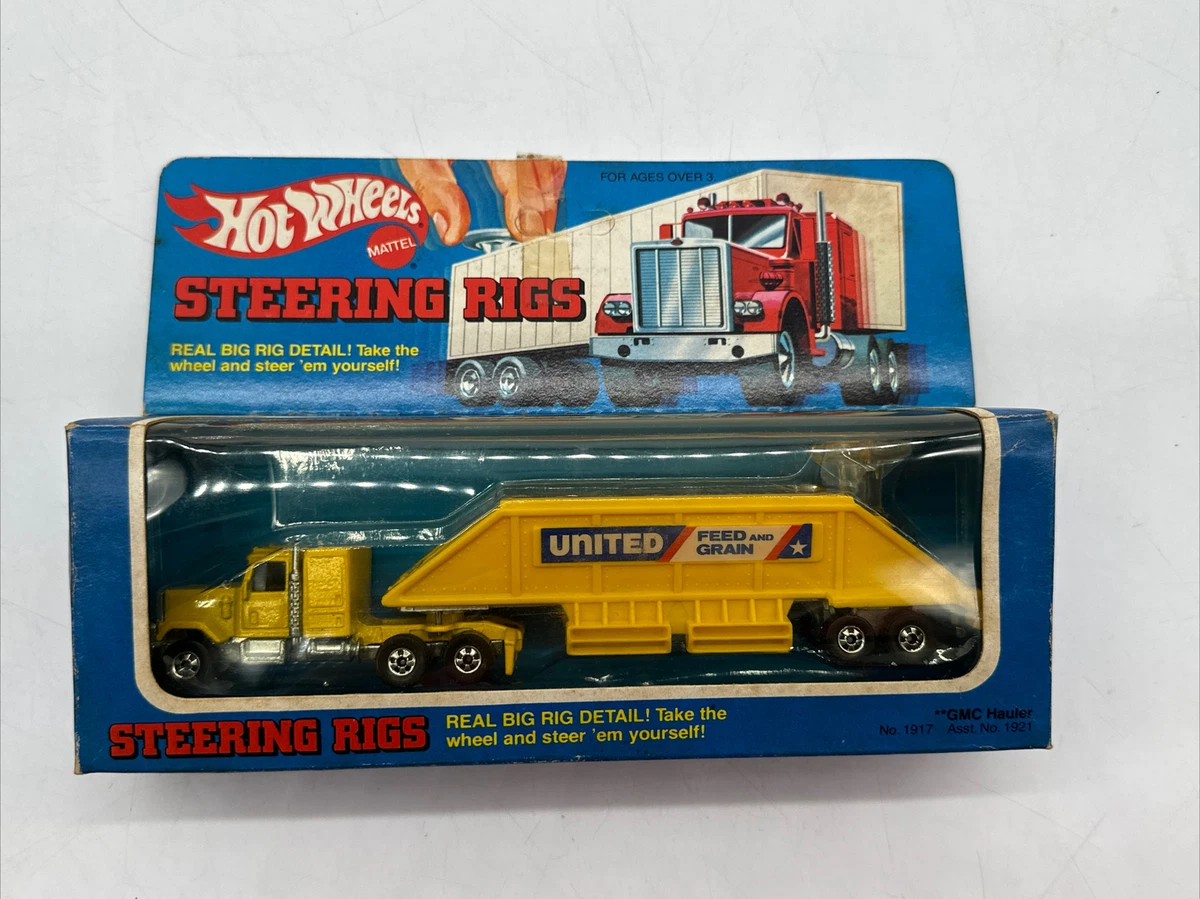 HOT WHEELS
MATTEL
FOR AGES OVER 3
STEERING RIGS
REAL BIG RIG DETAIL! Take the
wheel and steer 'em yourself!
UNITED
FEED AND
GRAIN
STEERING RIGS
REAL BIG RIG DETAIL! Take the
wheel and steer 'em yourself!
**GMC Hauler
No. 1917 Asst. No. 1921